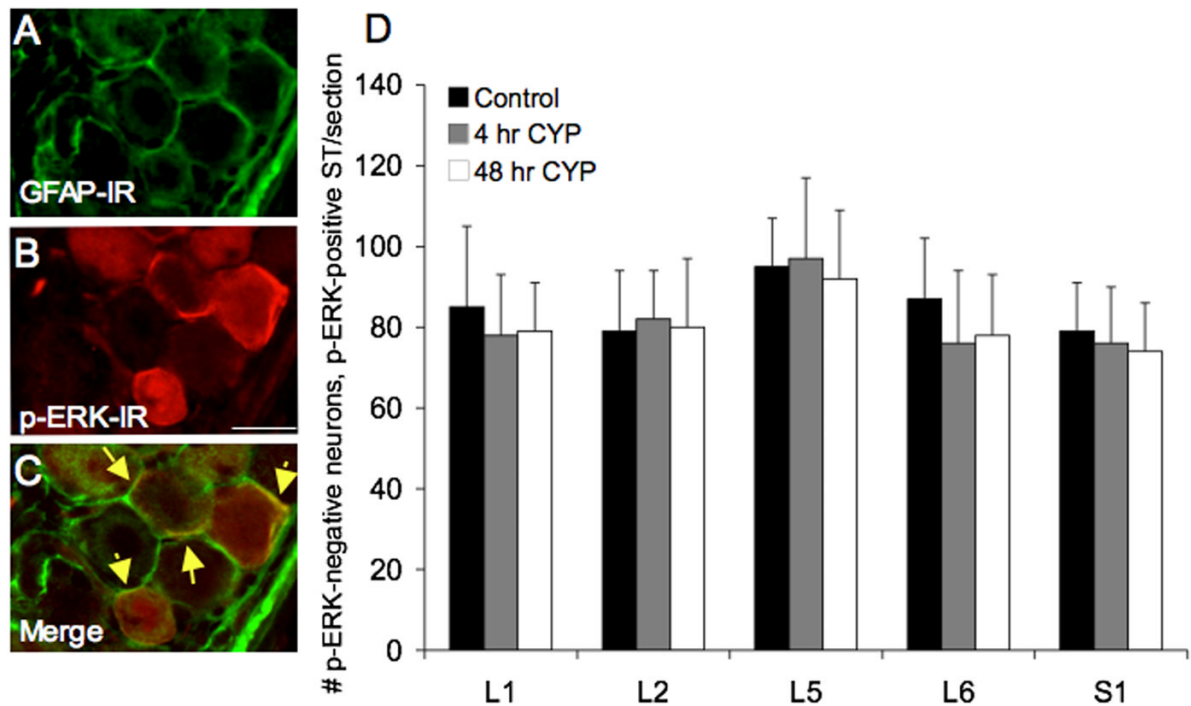 A
GFAP-IR
B
p-ERK-IR
C
Merge
D
# p-ERK-negative neurons, p-ERK-positive ST/section
140
120
100
80
60
40
20
0
Control
4 hr CYP
48 hr CYP
L1 L2 L5 L6 S1